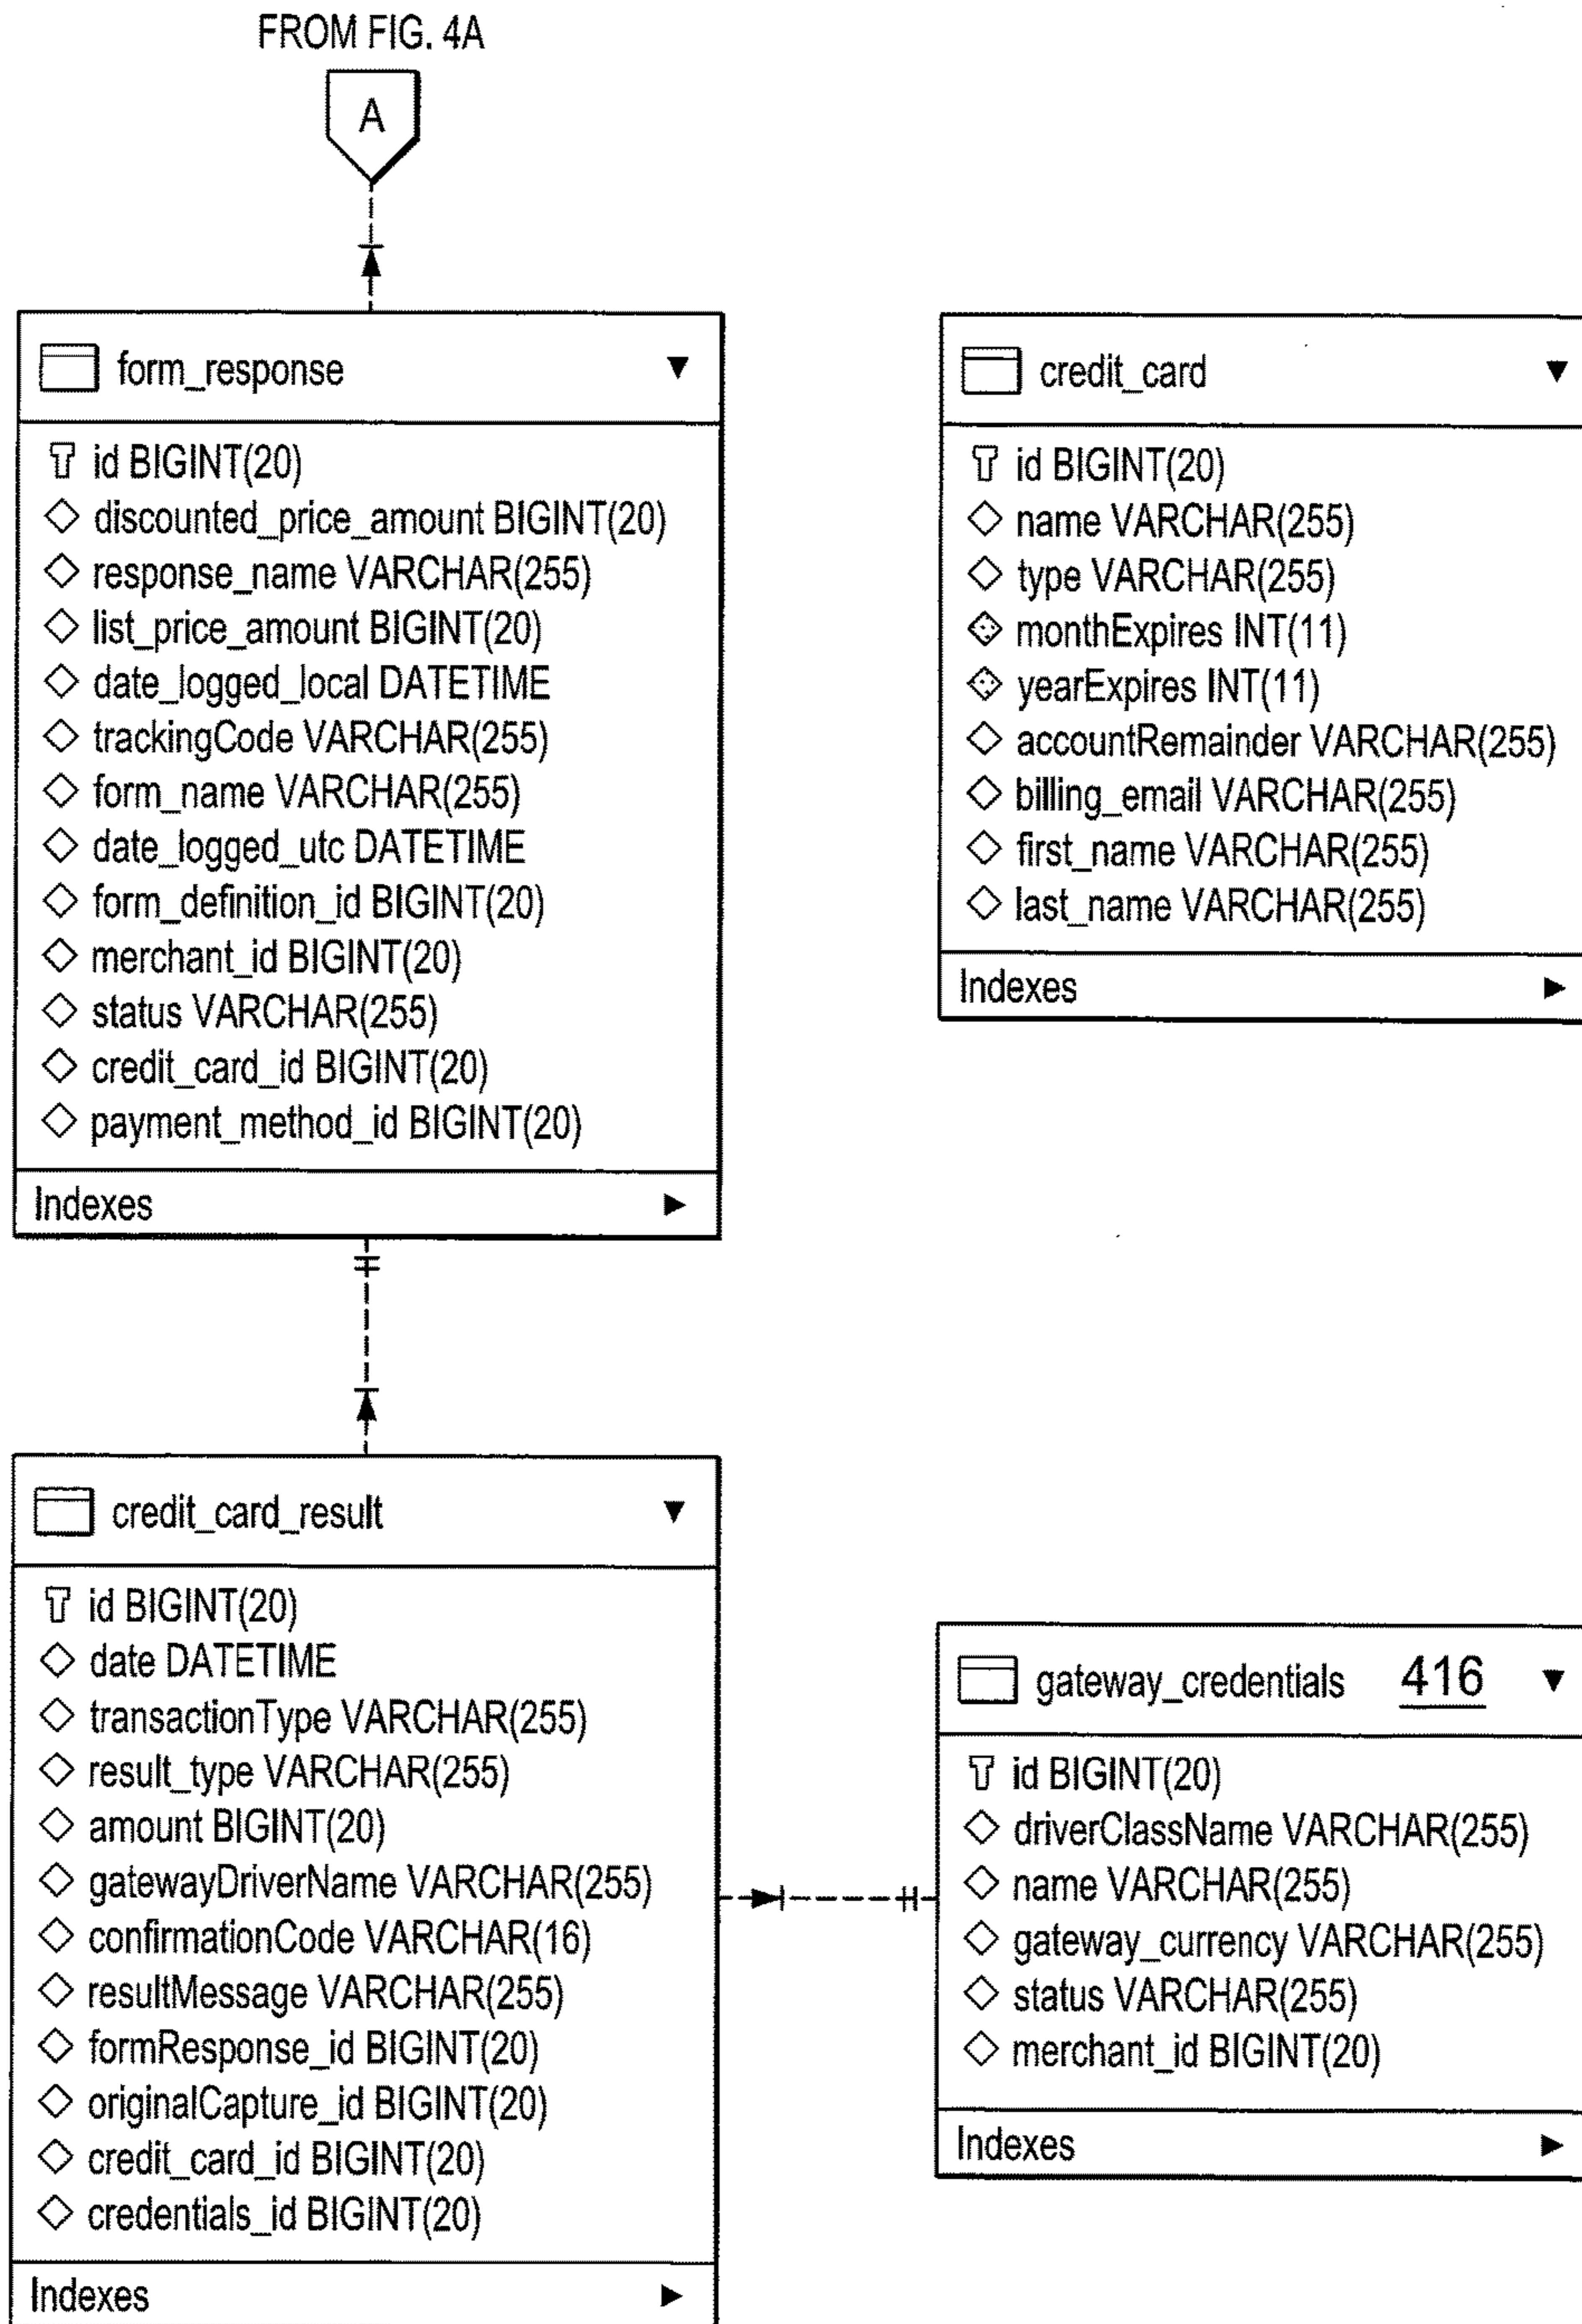 FROM FIG. 4A
A
form_response
id BIGINT(20)
discounted_price_amount BIGINT(20)
response_name VARCHAR(255)
list_price_amount BIGINT(20)
date_logged_local DATETIME
trackingCode VARCHAR(255)
form_name VARCHAR(255)
date_logged_utc DATETIME
form_definition_id BIGINT(20)
merchant_id BIGINT(20)
status VARCHAR(255)
credit_card_id BIGINT(20)
payment_method_id BIGINT(20)
Indexes
credit_card
id BIGINT(20)
name VARCHAR(255)
type VARCHAR(255)
monthExpires INT(11)
yearExpires INT(11)
accountRemainder VARCHAR(255)
billing_email VARCHAR(255)
first_name VARCHAR(255)
last_name VARCHAR(255)
Indexes
credit_card_result
id BIGINT(20)
date DATETIME
transactionType VARCHAR(255)
result_type VARCHAR(255)
amount BIGINT(20)
gatewayDriverName VARCHAR(255)
confirmationCode VARCHAR(16)
resultMessage VARCHAR(255)
formResponse_id BIGINT(20)
originalCapture_id BIGINT(20)
credit_card_id BIGINT(20)
credentials_id BIGINT(20)
Indexes
gateway_credentials 416
id BIGINT(20)
driverClassName VARCHAR(255)
name VARCHAR(255)
gateway_currency VARCHAR(255)
status VARCHAR(255)
merchant_id BIGINT(20)
Indexes